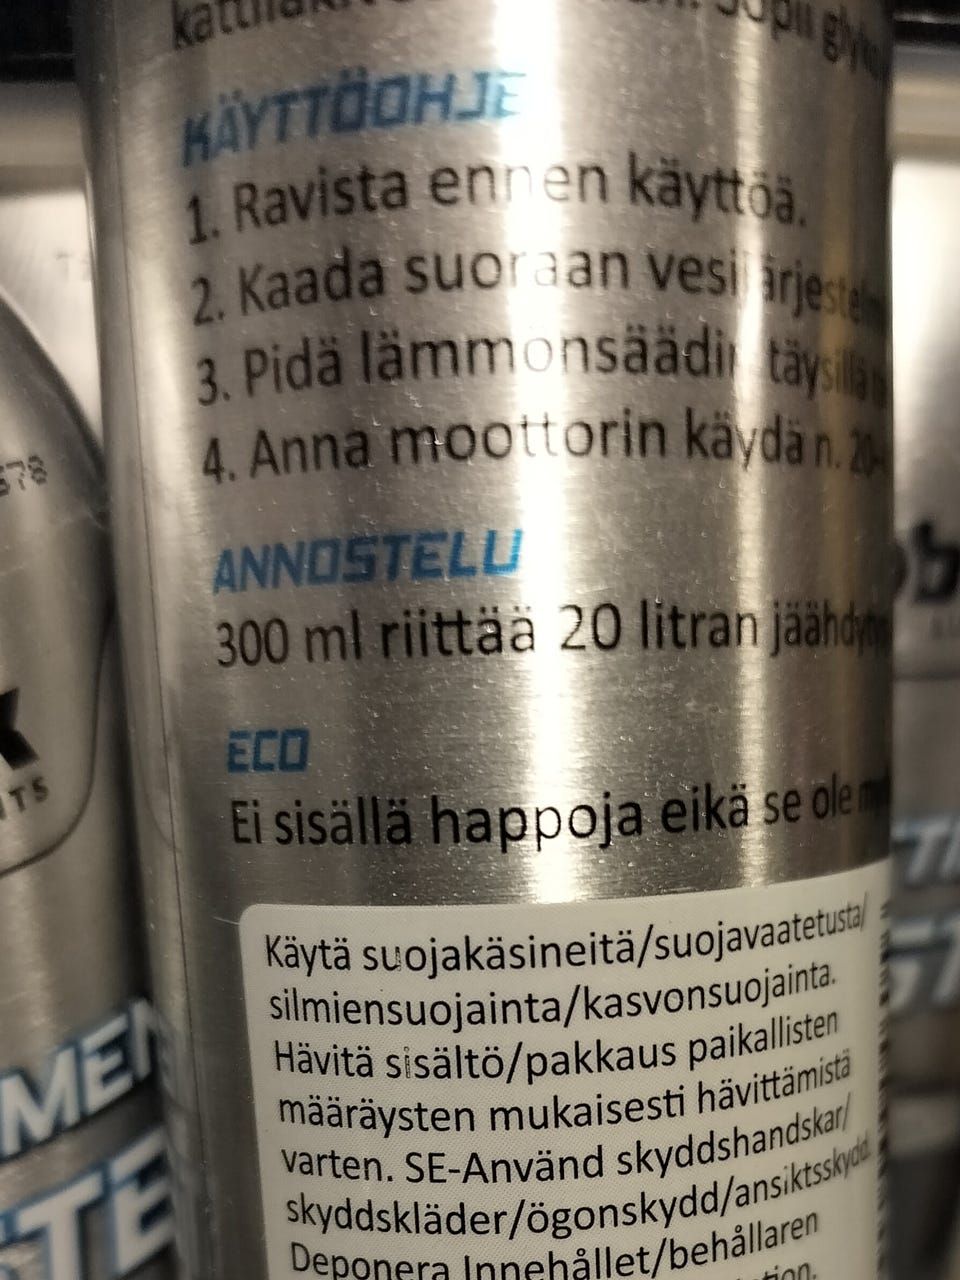 KÄYTTÖOHJE
1. Ravista ennen käyttöä.
2. Kaada suoraan
3. Pidä lämmönsäädin täysillä
4. Anna moottorin käydä n.
ANNOSTELU
300 ml riittää 20 litran
ECO
Ei sisällä happoja eikä se ole
Käytä suojakäsineitä/suojavaatetusta/
silmiensuojainta/kasvonsuojainta.
Hävitä sisältö/pakkaus paikallisten
määräysten mukaisesti hävittämistä
varten. SE-Använd skyddshandskar/
skyddskläder/ögonskydd/ansiktsskydd.
Deponera Innehållet/behållaren